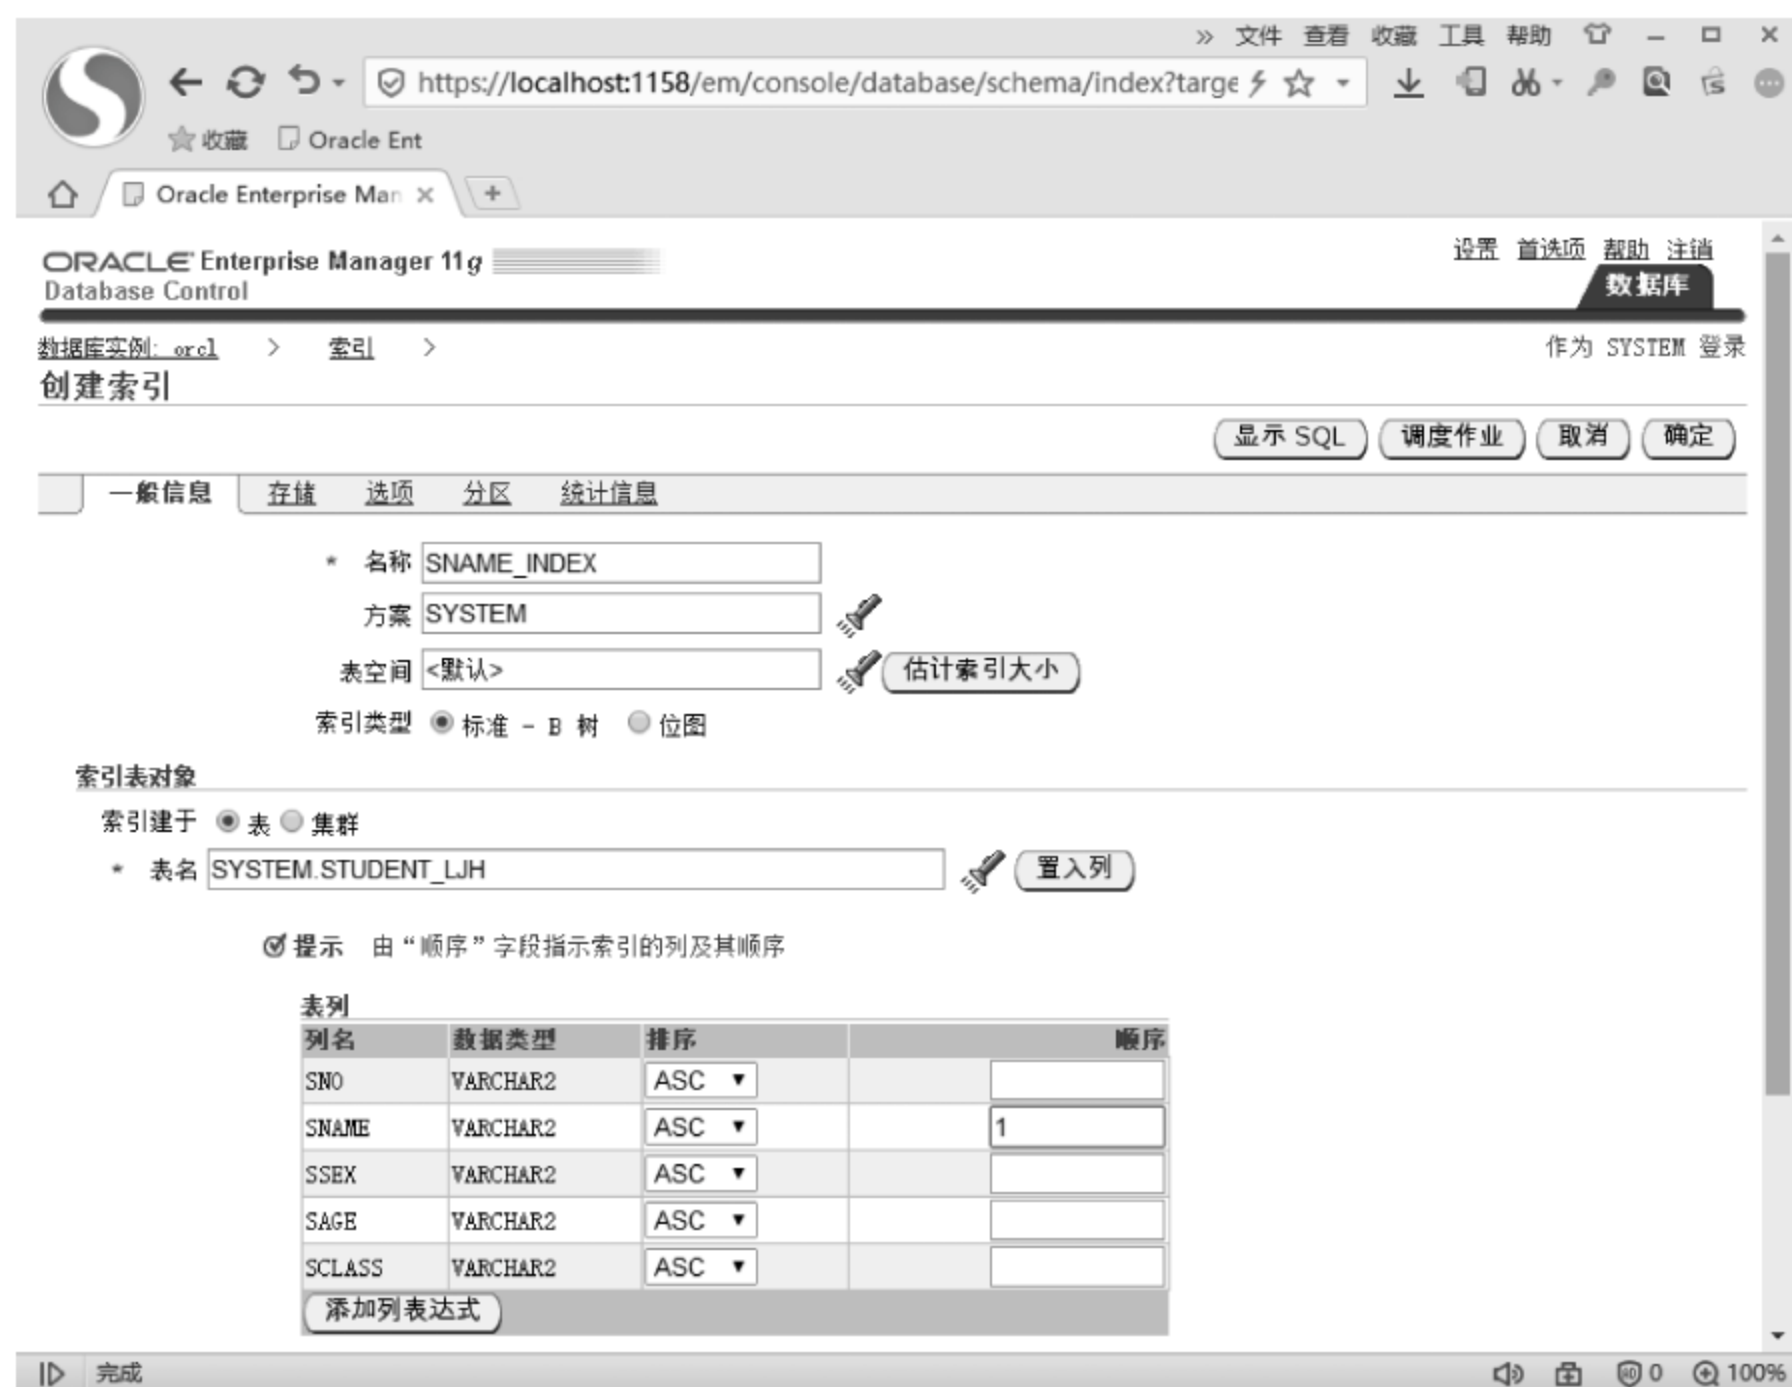 » 文件 查看 收藏 工具 帮助
https://localhost:1158/em/console/database/schema/index?targe
收藏 Oracle Ent
Oracle Enterprise Man
ORACLE Enterprise Manager 11g
Database Control
设置 首选项 帮助 注销
数据库
数据库实例: orcl > 索引 >
作为 SYSTEM 登录
创建索引
显示 SQL 调度作业 取消 确定
一般信息 存储 选项 分区 统计信息
* 名称 SNAME_INDEX
方案 SYSTEM
表空间 <默认> 估计索引大小
索引类型 标准 - B 树 位图
索引表对象
索引建于 表 集群
* 表名 SYSTEM.STUDENT_LJH 置入列
提示 由“顺序”字段指示索引的列及其顺序
表列
列名 数据类型 排序 顺序
SNO VARCHAR2 ASC
SNAME VARCHAR2 ASC 1
SSEX VARCHAR2 ASC
SAGE VARCHAR2 ASC
SCLASS VARCHAR2 ASC
添加列表达式
完成 0 100%